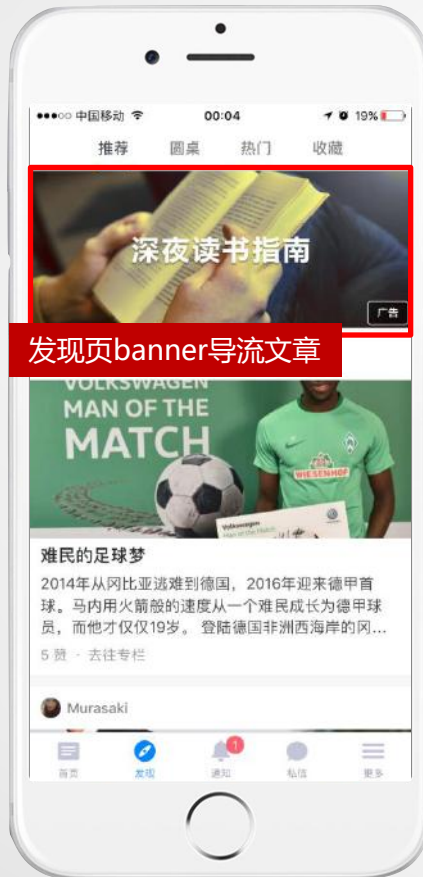 中国移动 00:04 19%
推荐 圆桌 热门 收藏
深夜读书指南
广告
发现页banner导流文章
VOLKSWAGEN
MAN OF THE
MATCH
WIESENHOF
Volkswagen
Man of the Match
难民的足球梦
2014年从冈比亚逃难到德国，2016年迎来德甲首
球。马内用火箭般的速度从一个难民成长为德甲球
员，而他才仅仅19岁。 登陆德国非洲西海岸的冈...
5 赞 · 去往专栏
Murasaki
1
首页 发现 通知 私信 更多